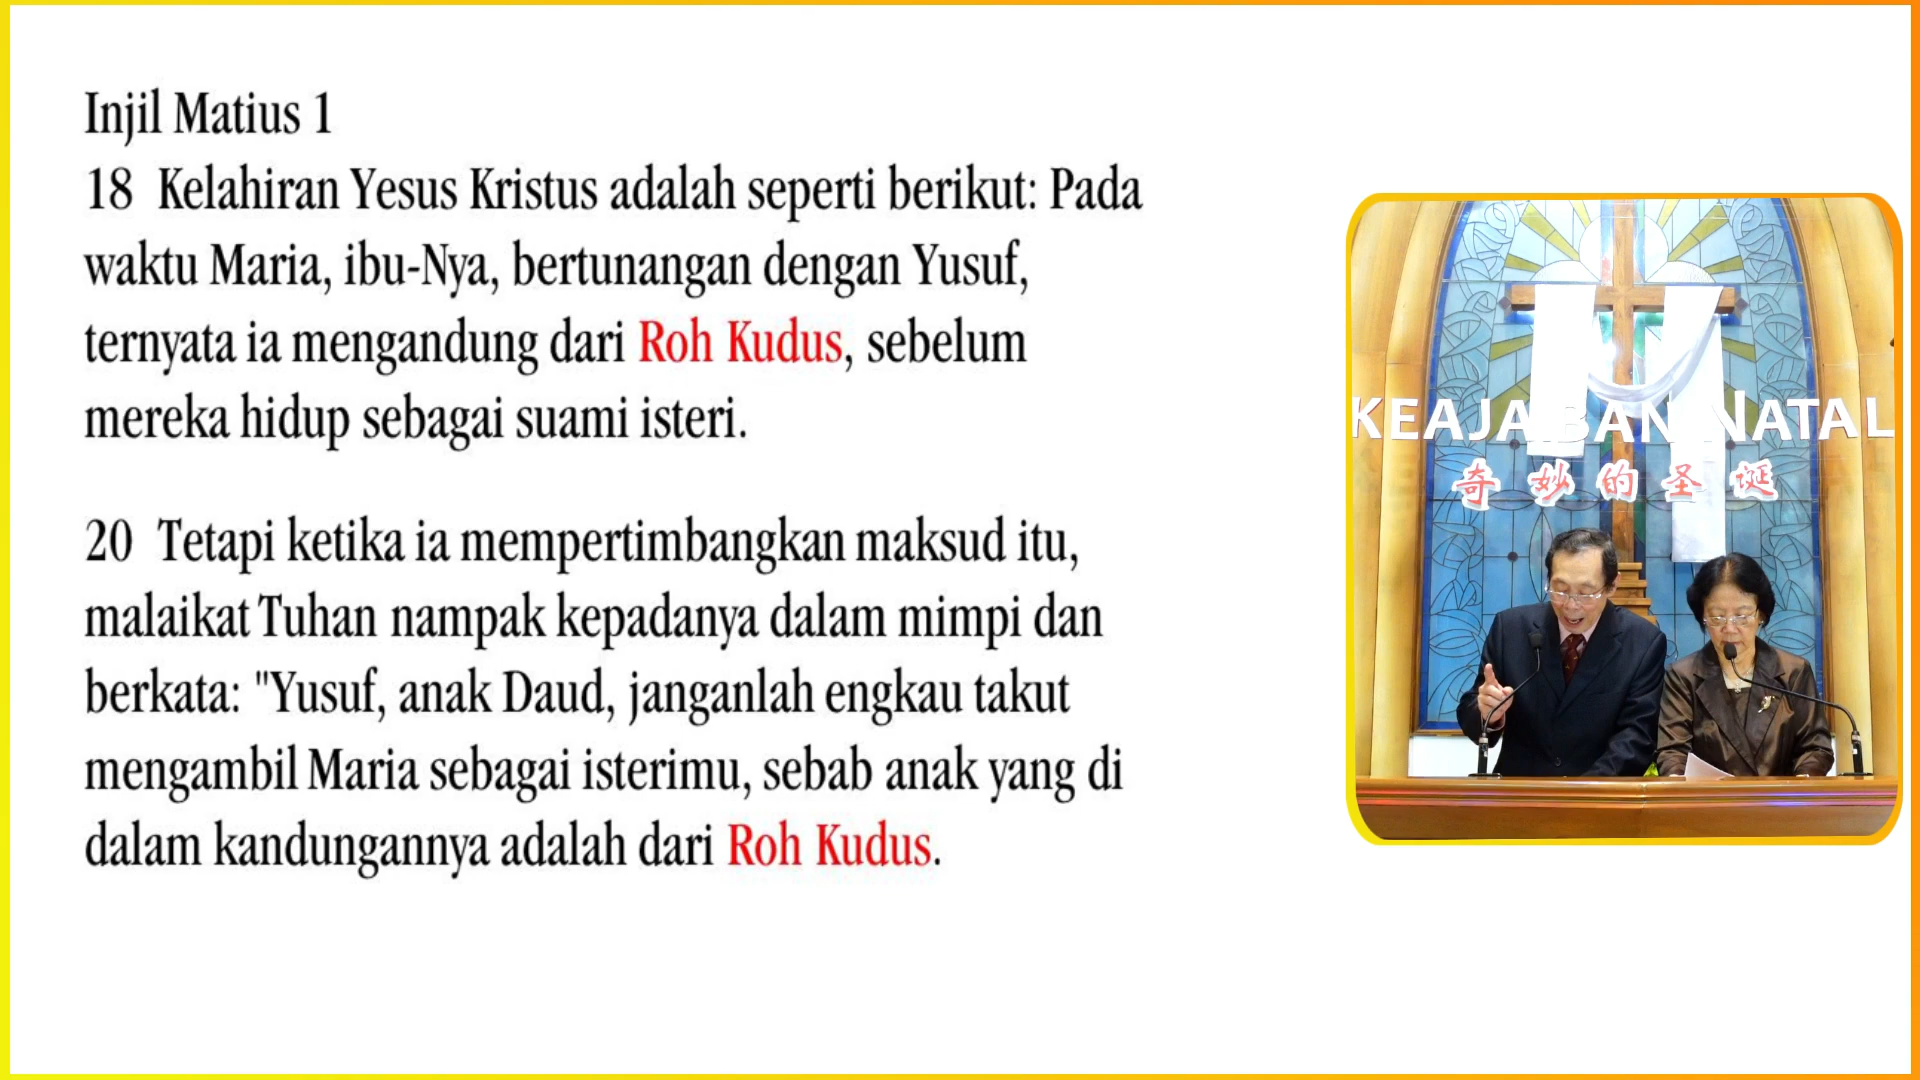 Injil Matius 1
18 Kelahiran Yesus Kristus adalah seperti berikut: Pada
waktu Maria, ibu-Nya, bertunangan dengan Yusuf,
ternyata ia mengandung dari Roh Kudus, sebelum
mereka hidup sebagai suami isteri.
20 Tetapi ketika ia mempertimbangkan maksud itu,
malaikat Tuhan nampak kepadanya dalam mimpi dan
berkata: "Yusuf, anak Daud, janganlah engkau takut
mengambil Maria sebagai isterimu, sebab anak yang di
dalam kandungannya adalah dari Roh Kudus.
KEAJAIBAN NATAL
奇妙的圣诞